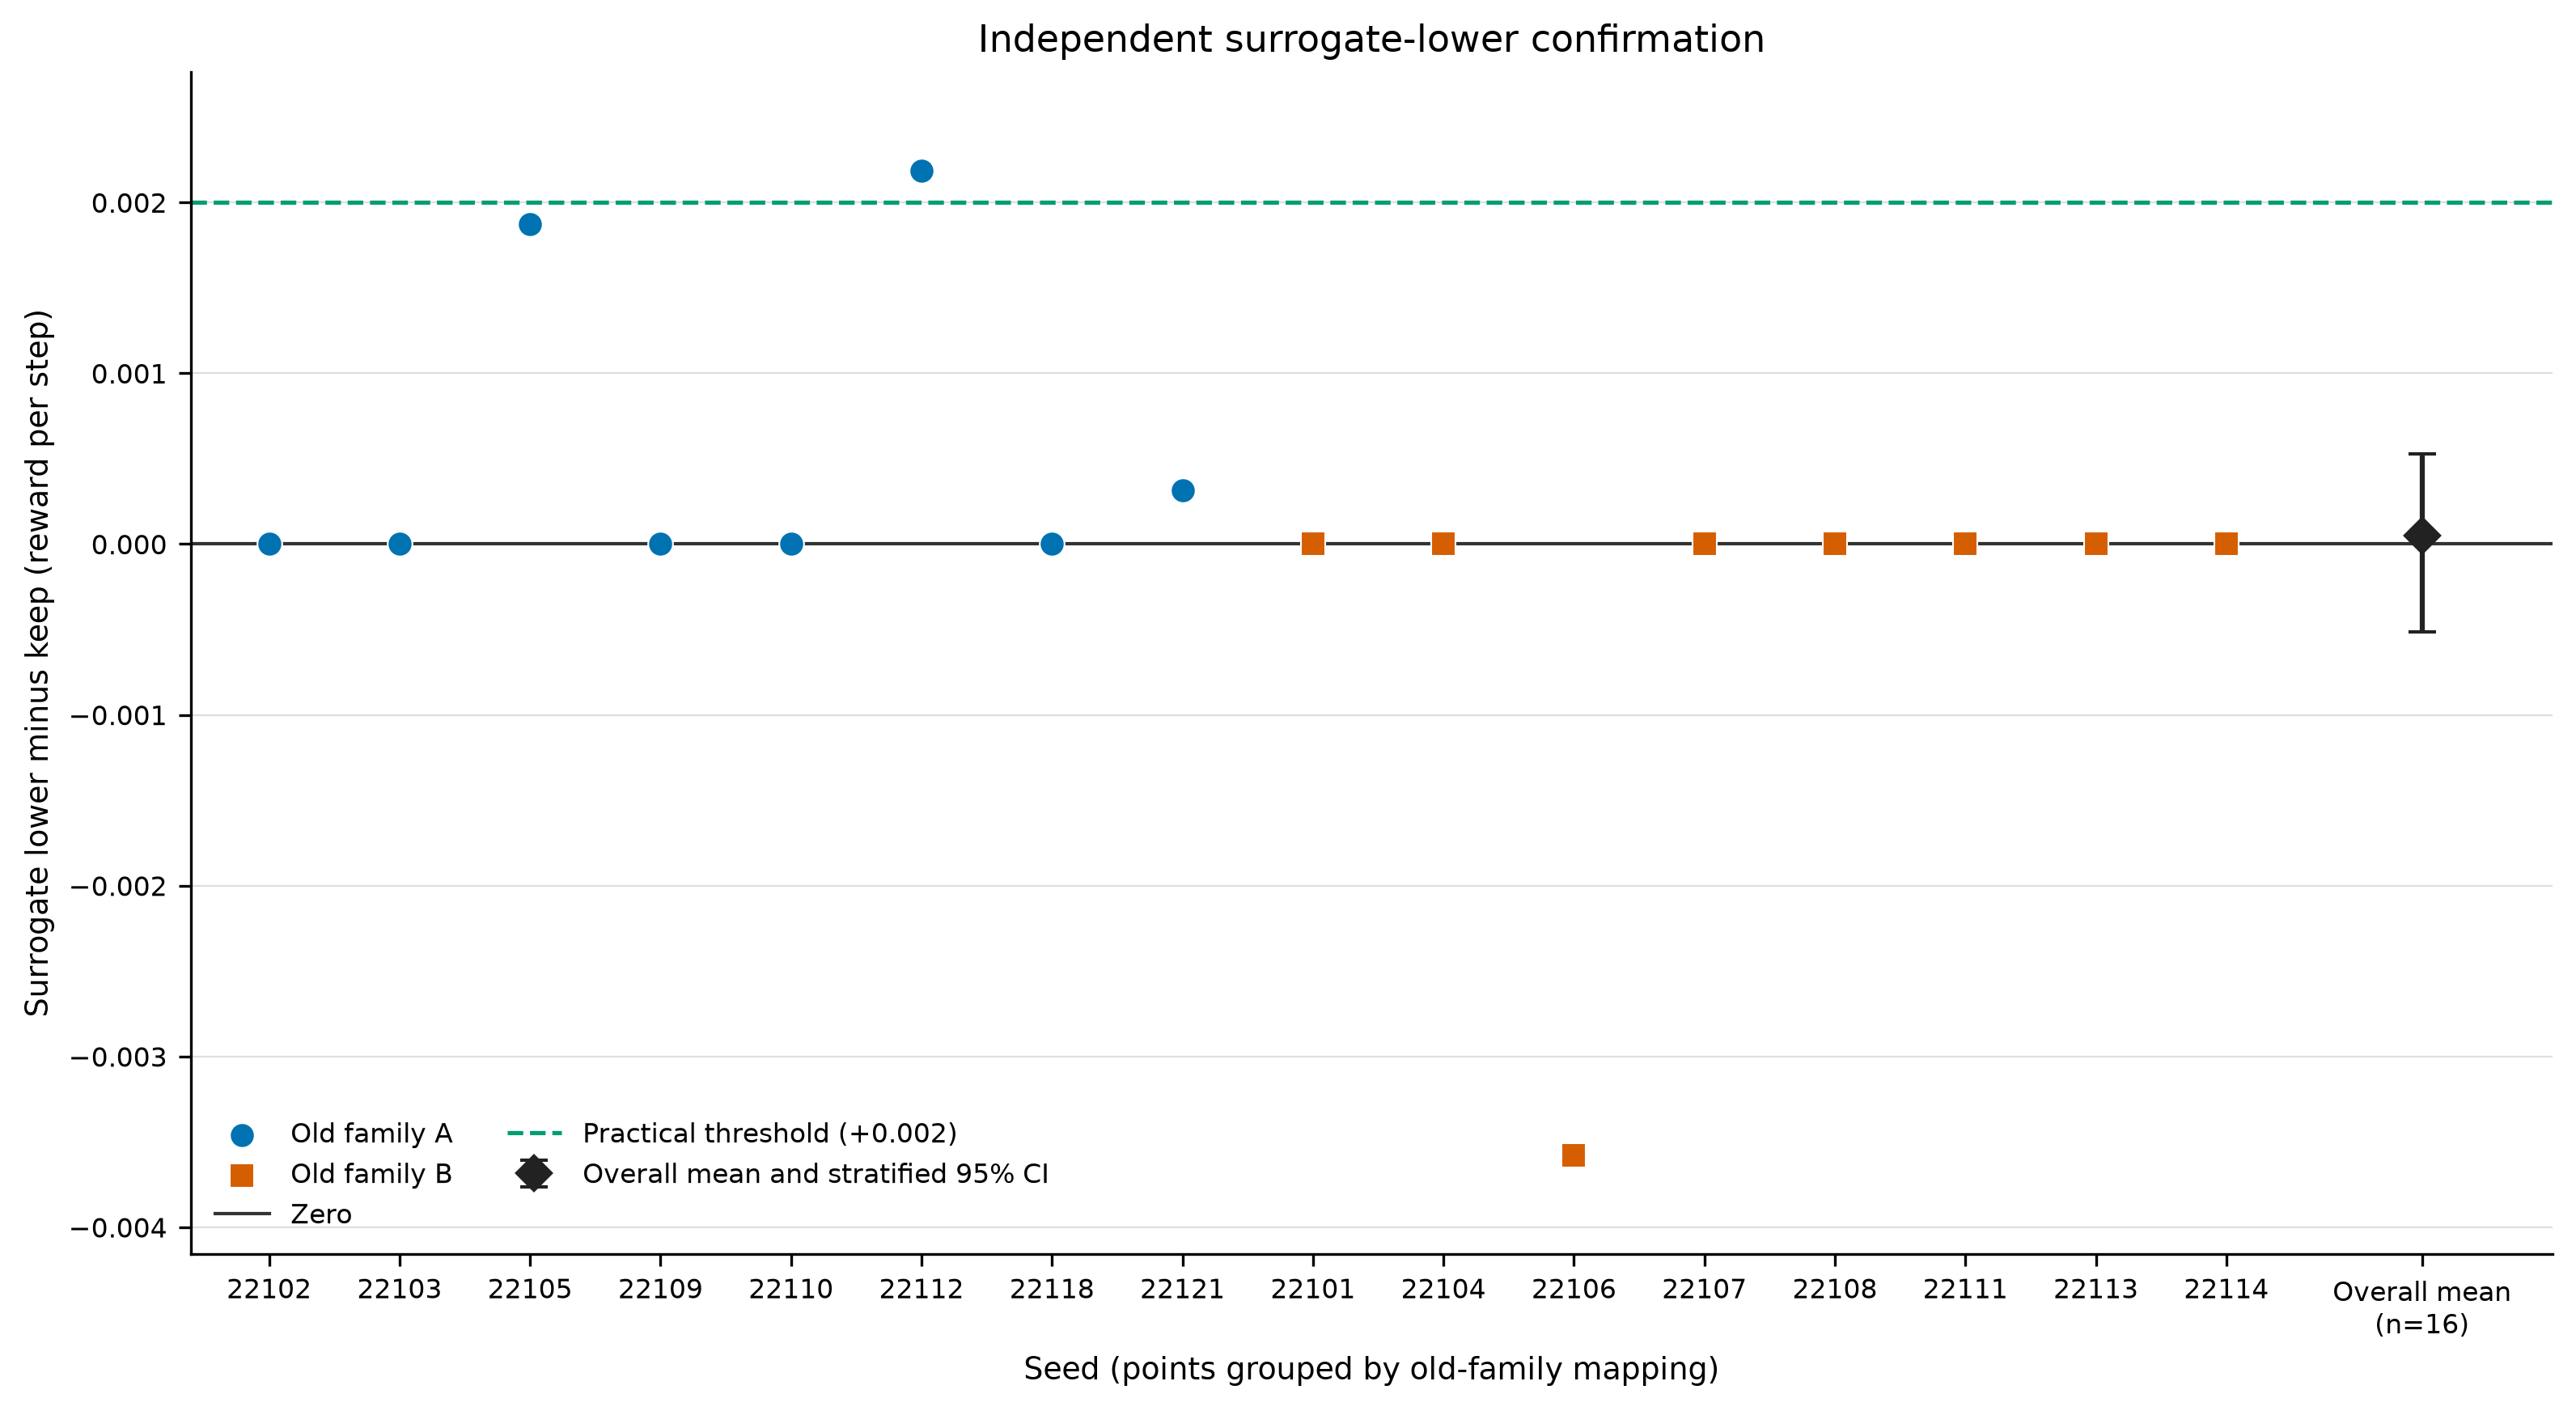 Independent surrogate-lower confirmation
Surrogate lower minus keep (reward per step)
0.002
0.001
0.000
−0.001
−0.002
−0.003
−0.004
Old family A
Old family B
Zero
Practical threshold (+0.002)
Overall mean and stratified 95% CI
22102 22103 22105 22109 22110 22112 22118 22121 22101 22104 22106 22107 22108 22111 22113 22114 Overall mean
(n=16)
Seed (points grouped by old-family mapping)